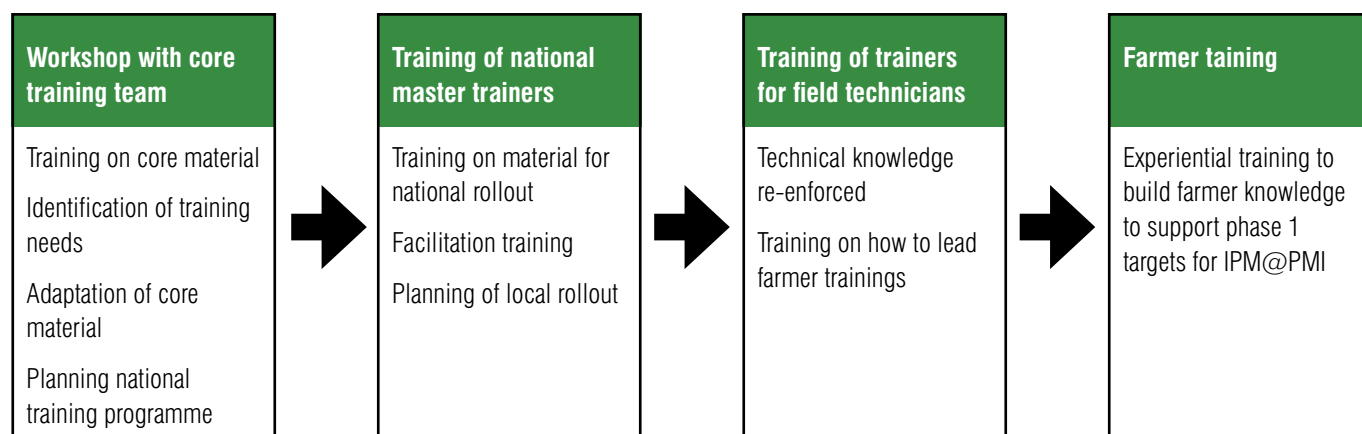 Workshop with core
training team
Training on core material
Identification of training
needs
Adaptation of core
material
Planning national
training programme
Training of national
master trainers
Training on material for
national rollout
Facilitation training
Planning of local rollout
Training of trainers
for field technicians
Technical knowledge
re-enforced
Training on how to lead
farmer trainings
Farmer taining
Experiential training to
build farmer knowledge
to support phase 1
targets for IPM@PMI